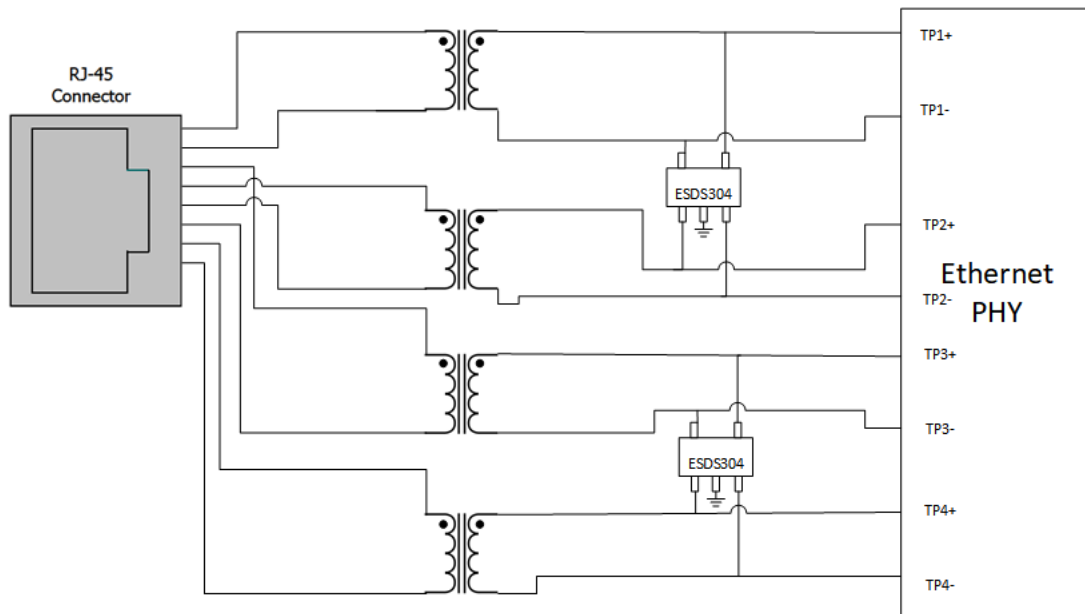 RJ-45
Connector
TP1+
TP1-
ESDS304
TP2+
Ethernet
PHY
TP2-
TP3+
TP3-
ESDS304
TP4+
TP4-